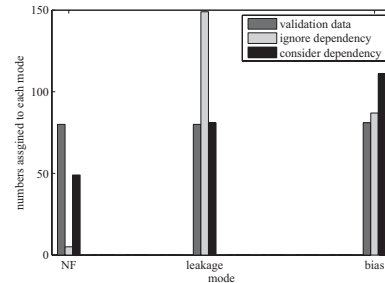 150
100
50
0
numbers assgined to each mode
validation data
ignore dependency
consider dependency
NF
leakage
bias
mode